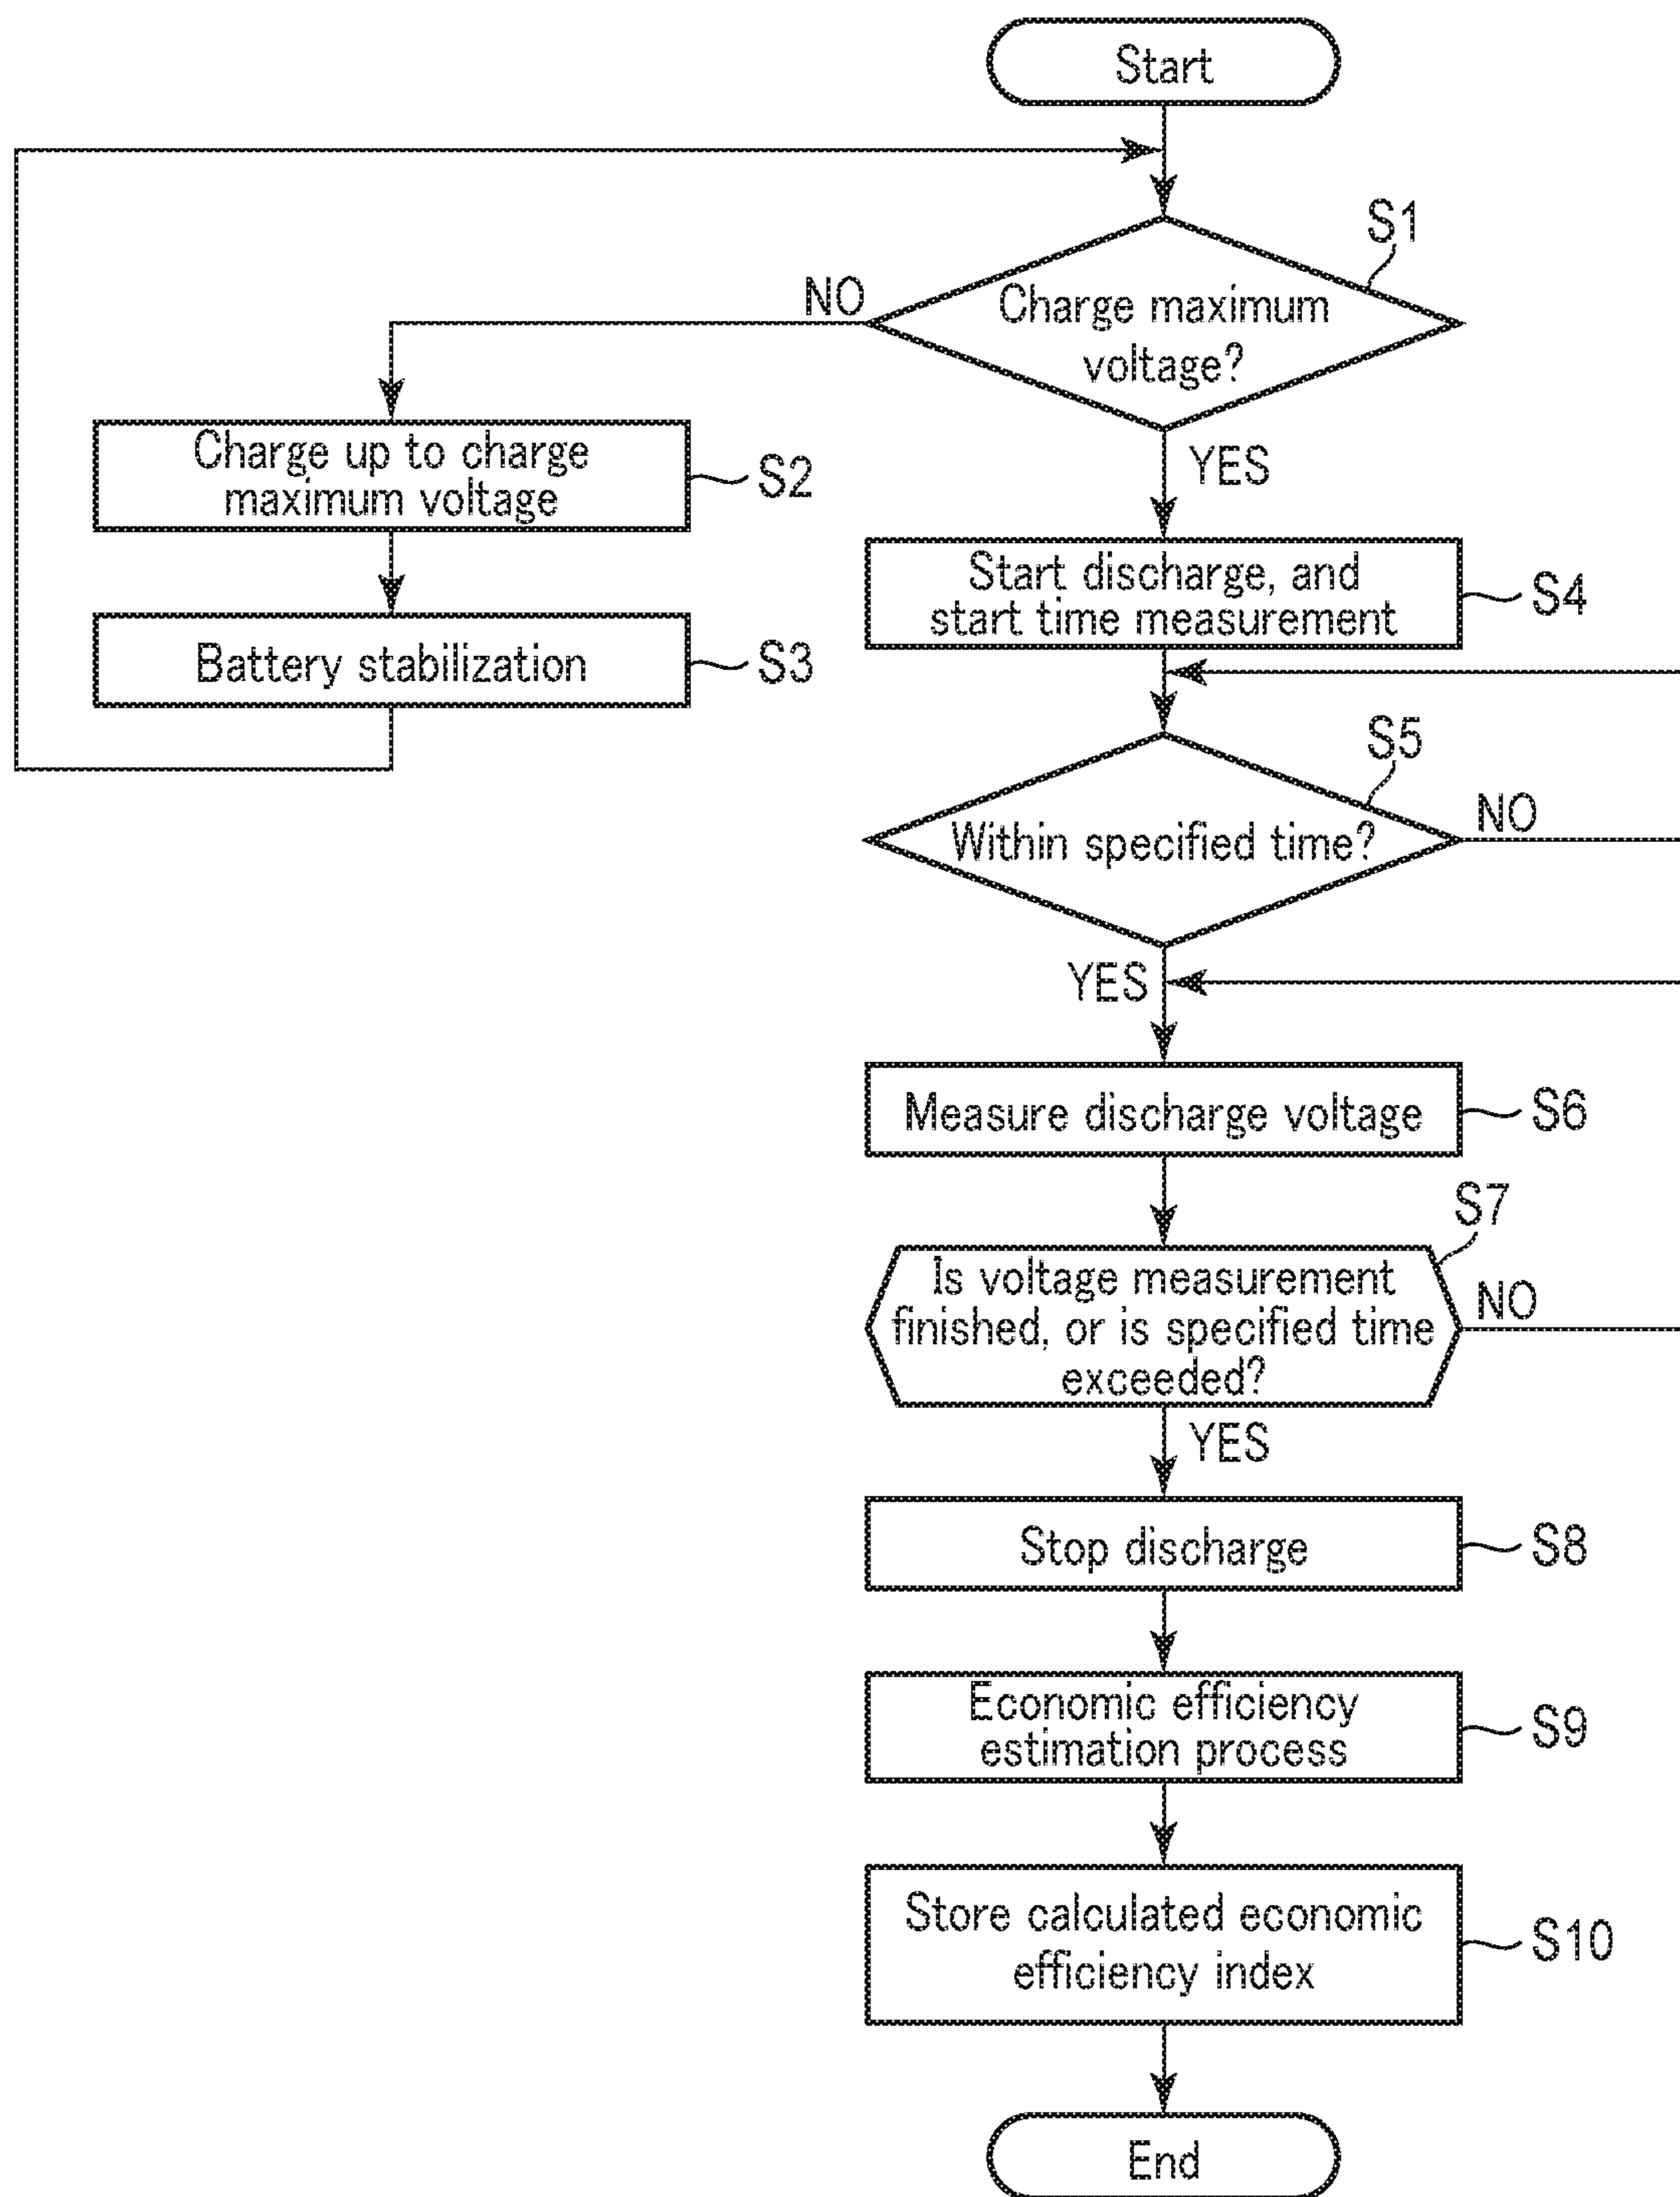 Start
S1
NO
Charge maximum
voltage?
YES
Charge up to charge
maximum voltage
S2
Battery stabilization
S3
Start discharge, and
start time measurement
S4
S5
Within specified time?
NO
YES
Measure discharge voltage
S6
S7
Is voltage measurement
finished, or is specified time
exceeded?
NO
YES
Stop discharge
S8
Economic efficiency
estimation process
S9
Store calculated economic
efficiency index
S10
End